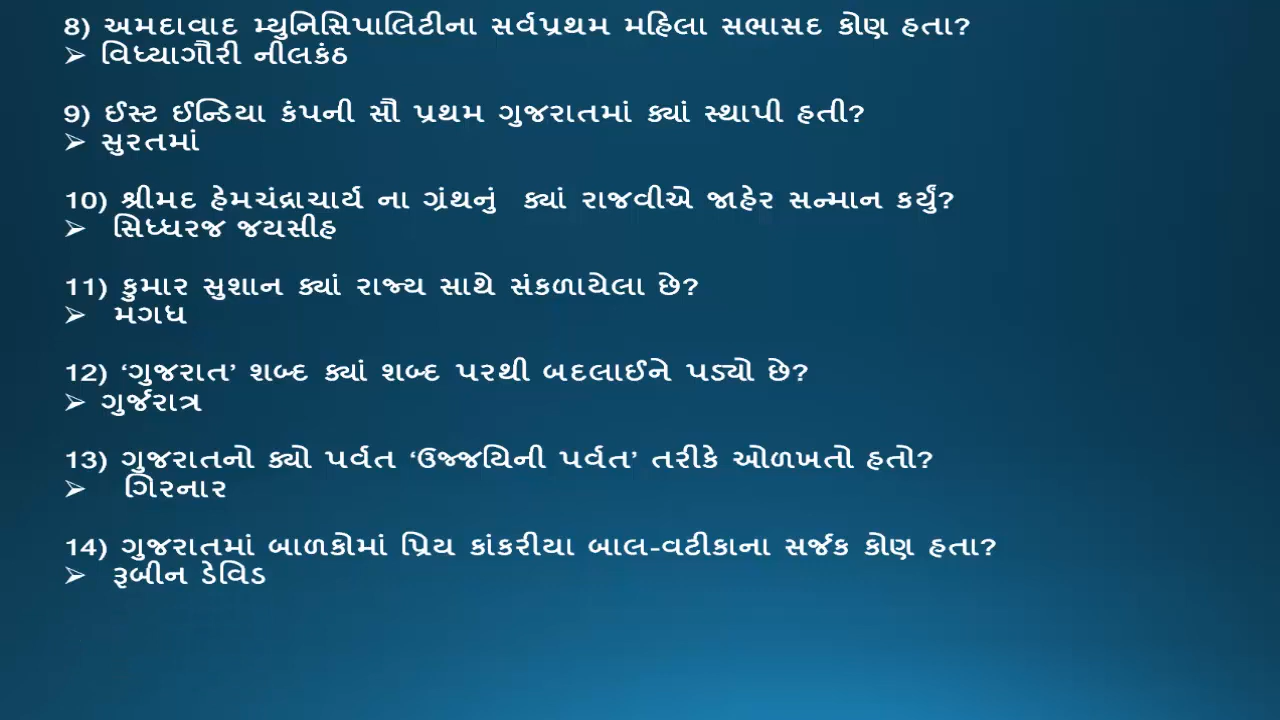 8) અમદાવાદ મ્યુનિસિપાલિટીના સર્વપ્રથમ મહિલા સભાસદ કોણ હતા?
➢ વિધ્યાગૌરી નીલકંઠ
9) ઈસ્ટ ઈન્ડિયા કંપની સૌ પ્રથમ ગુજરાતમાં ક્યાં સ્થાપી હતી?
➢ સુરતમાં
10) શ્રીમદ હેમચંદ્રાચાર્ય ના ગ્રંથનું ક્યાં રાજવીએ જાહેર સન્માન કર્યું?
➢ સિધ્ધરજ જયસીહ
11) કુમાર સુશાન ક્યાં રાજ્ય સાથે સંકળાયેલા છે?
➢ મગધ
12) ‘ગુજરાત’ શબ્દ ક્યાં શબ્દ પરથી બદલાઈને પડ્યો છે?
➢ ગુર્જરાત્ર
13) ગુજરાતનો ક્યો પર્વત ‘ઉજ્જયિની પર્વત’ તરીકે ઓળખતો હતો?
➢ ગિરનાર
14) ગુજરાતમાં બાળકોમાં પ્રિય કાંકરીયા બાલ-વટીકાના સર્જક કોણ હતા?
➢ રૂબીન ડેવિડ